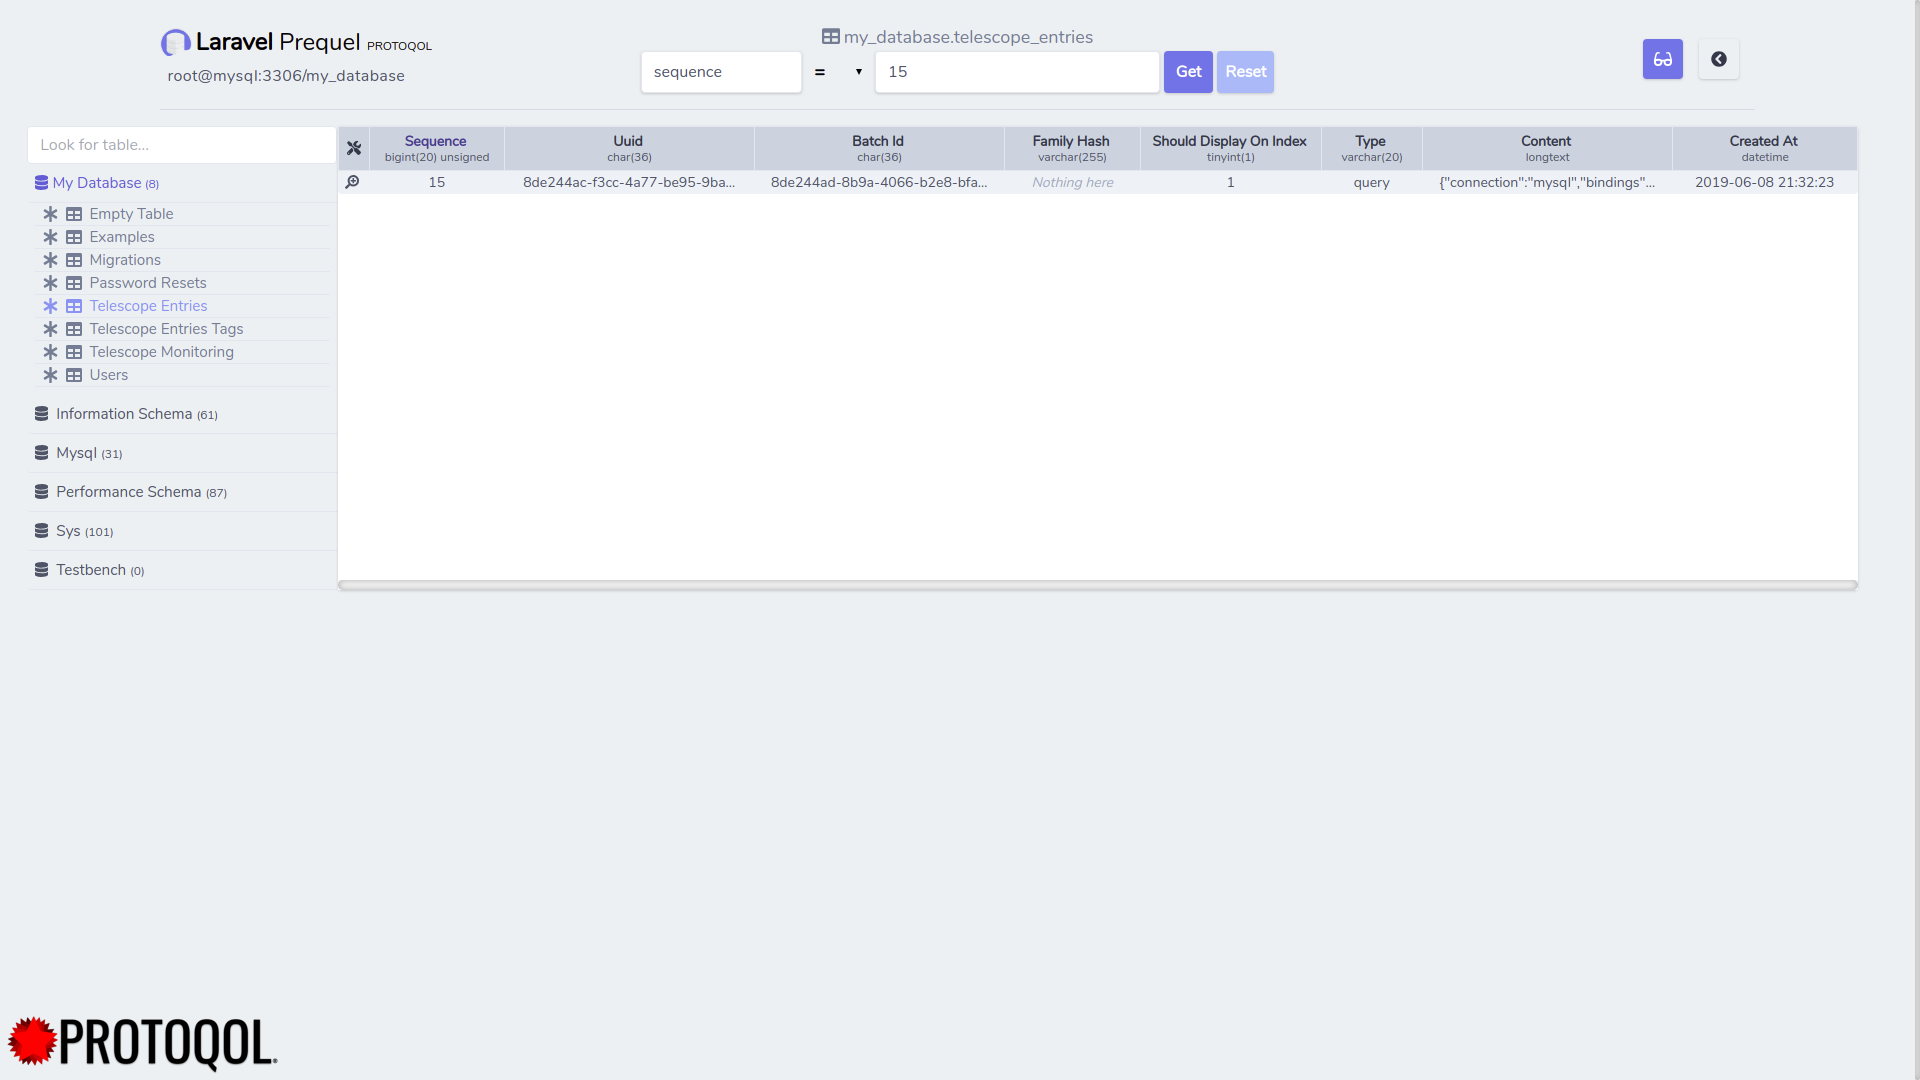 Laravel Prequel PROTOQOL
root@mysql:3306/my_database
my_database.telescope_entries
sequence = ▾ 15 Get Reset
Look for table...
My Database (8)
Empty Table
Examples
Migrations
Password Resets
Telescope Entries
Telescope Entries Tags
Telescope Monitoring
Users
Information Schema (61)
Mysql (31)
Performance Schema (87)
Sys (101)
Testbench (0)
Sequence Uuid Batch Id Family Hash Should Display On Index Type Content Created At
bigint(20) unsigned char(36) char(36) varchar(255) tinyint(1) varchar(20) longtext datetime
15 8de244ac-f3cc-4a77-be95-9ba... 8de244ad-8b9a-4066-b2e8-bfa... Nothing here 1 query {"connection":"mysql","bindings"... 2019-06-08 21:32:23
PROTOQOL